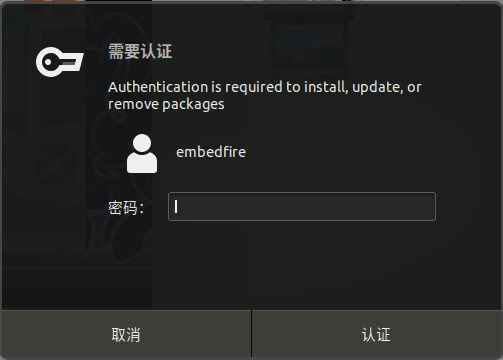 需要认证
Authentication is required to install, update, or
remove packages
embedfire
密码：
取消
认证